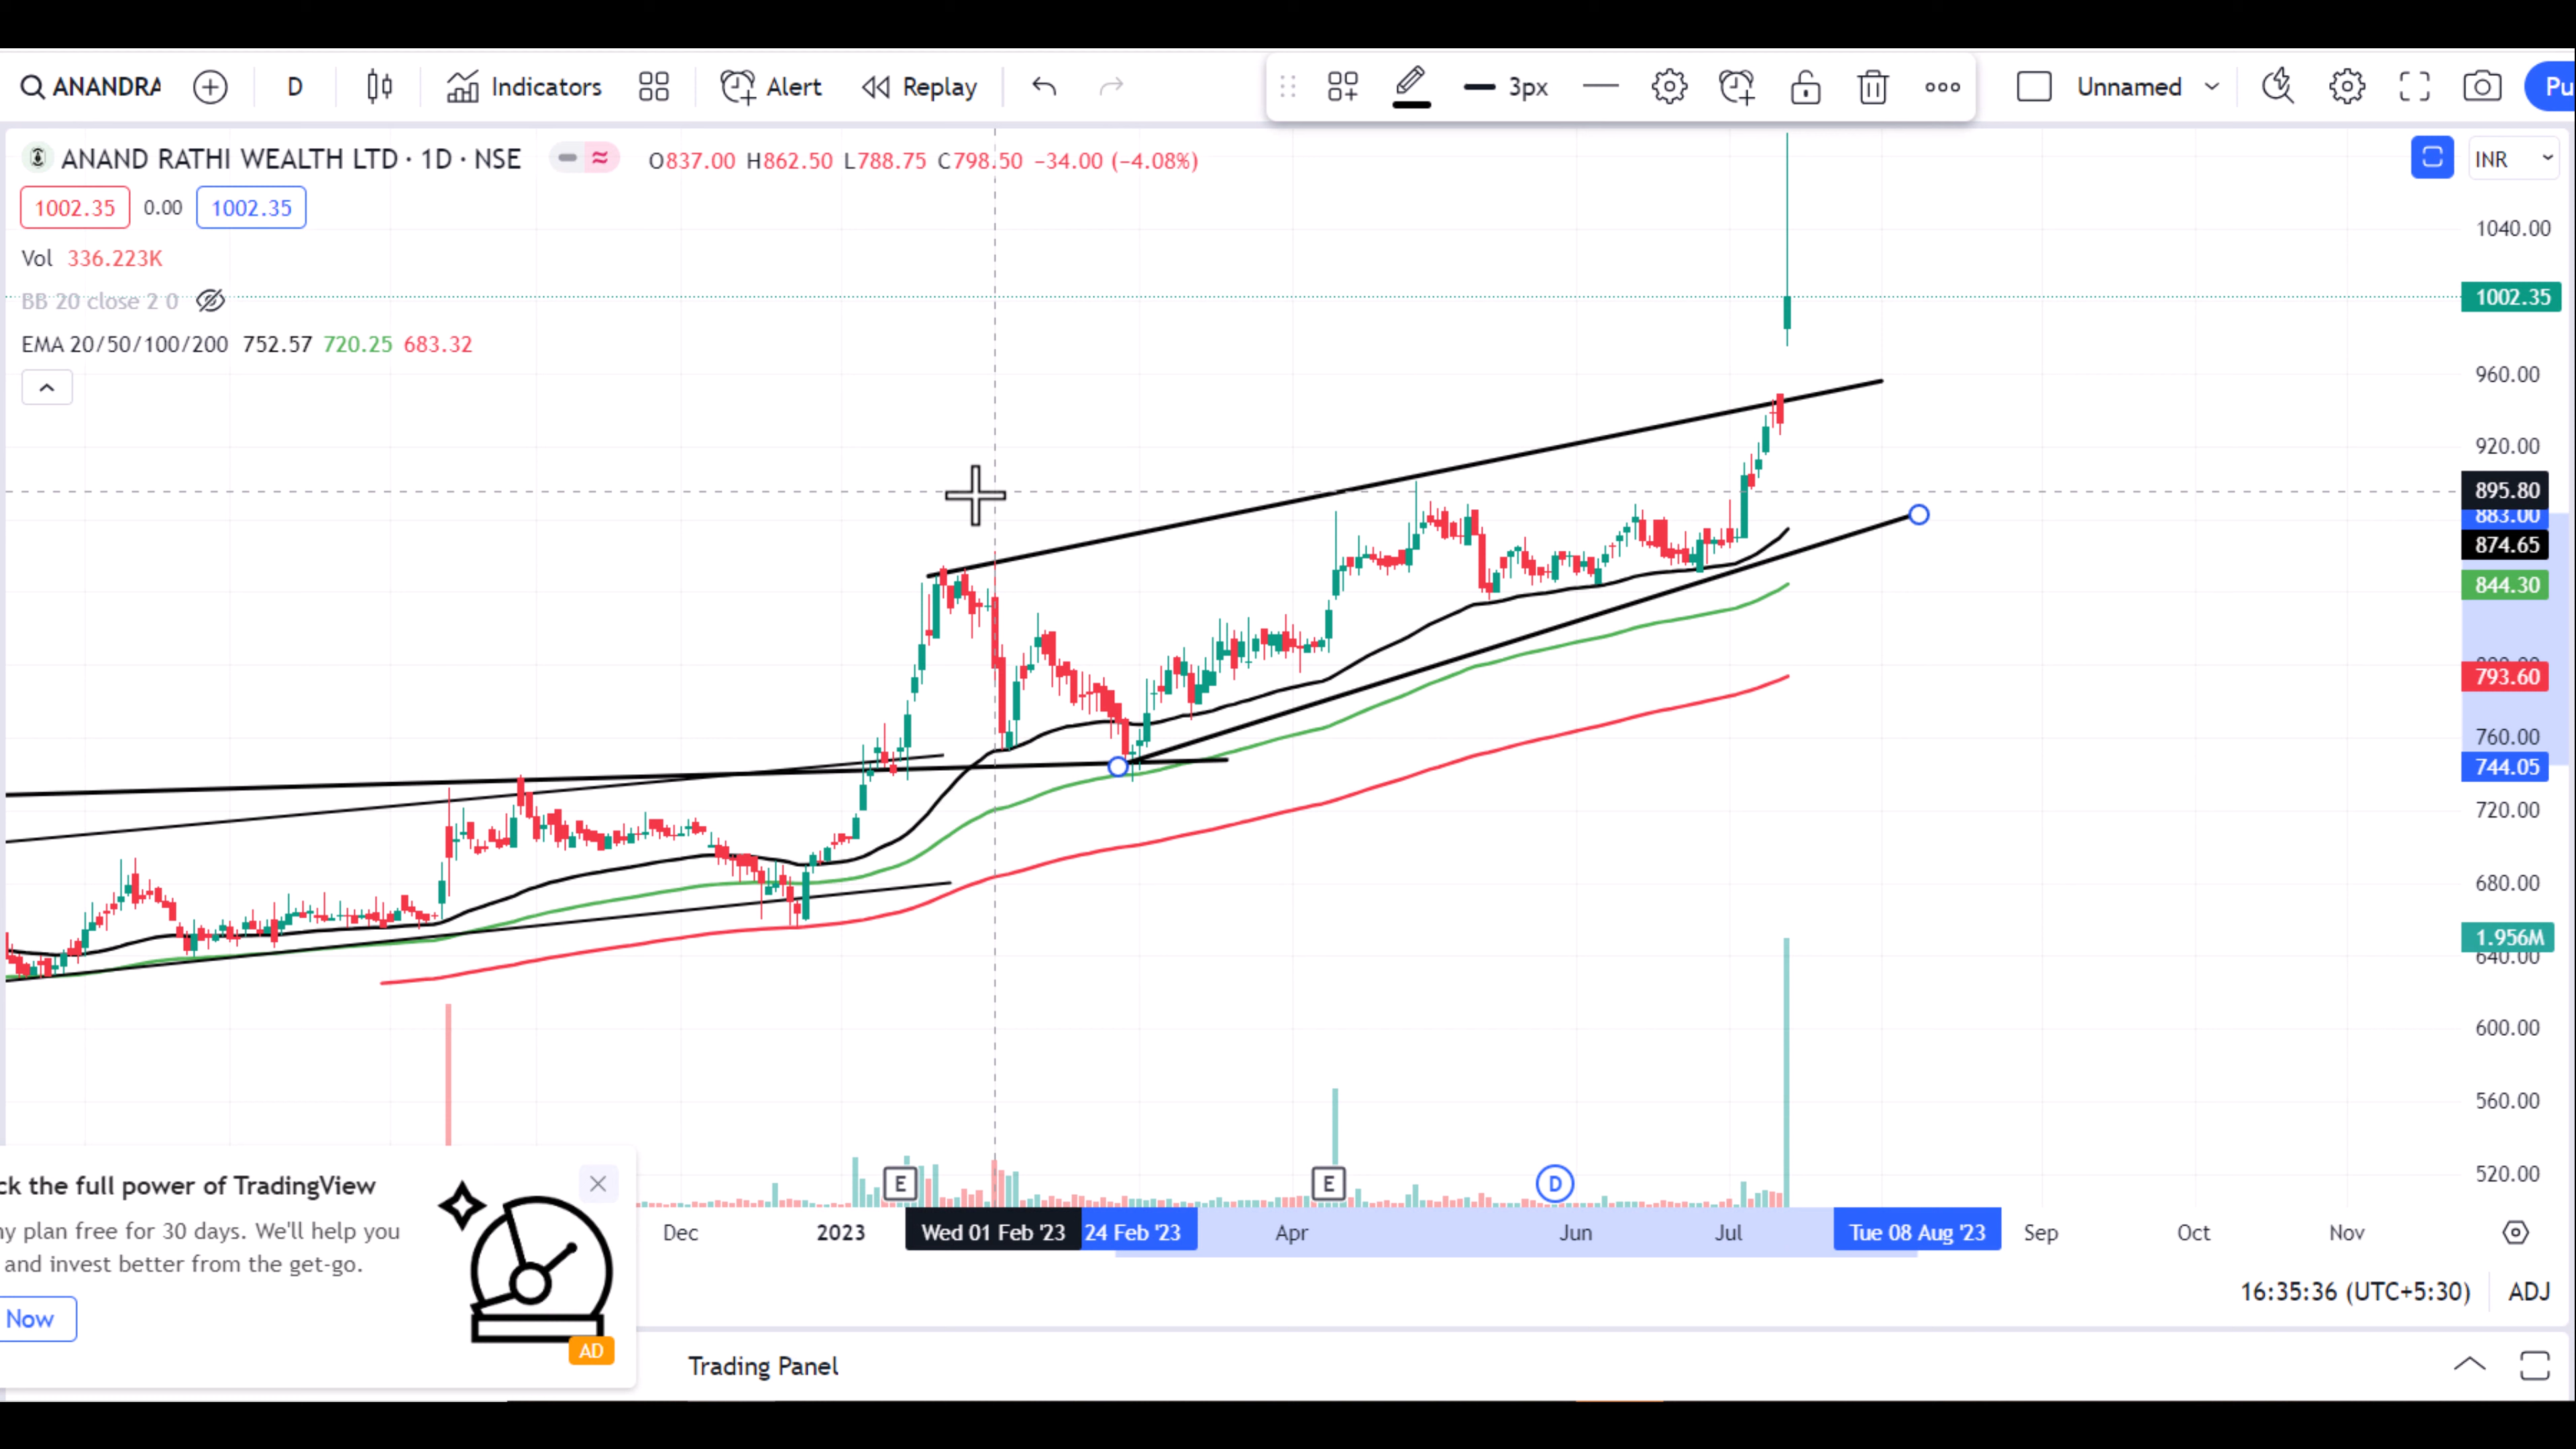 ANANDRA
D
Indicators
Alert
Replay
3px
Unnamed
Pu
ANAND RATHI WEALTH LTD · 1D · NSE
O837.00 H862.50 L788.75 C798.50 −34.00 (−4.08%)
INR
1002.35 0.00 1002.35
Vol 336.223K
BB 20 close 2 0
EMA 20/50/100/200 752.57 720.25 683.32
1040.00
1002.35
960.00
920.00
895.80
883.00
874.65
844.30
793.60
760.00
744.05
720.00
680.00
1.956M
640.00
600.00
560.00
520.00
E
E
D
Dec
2023
Wed 01 Feb '23
24 Feb '23
Apr
Jun
Jul
Tue 08 Aug '23
Sep
Oct
Nov
ck the full power of TradingView
ny plan free for 30 days. We'll help you
and invest better from the get-go.
Now
AD
16:35:36 (UTC+5:30)
ADJ
Trading Panel